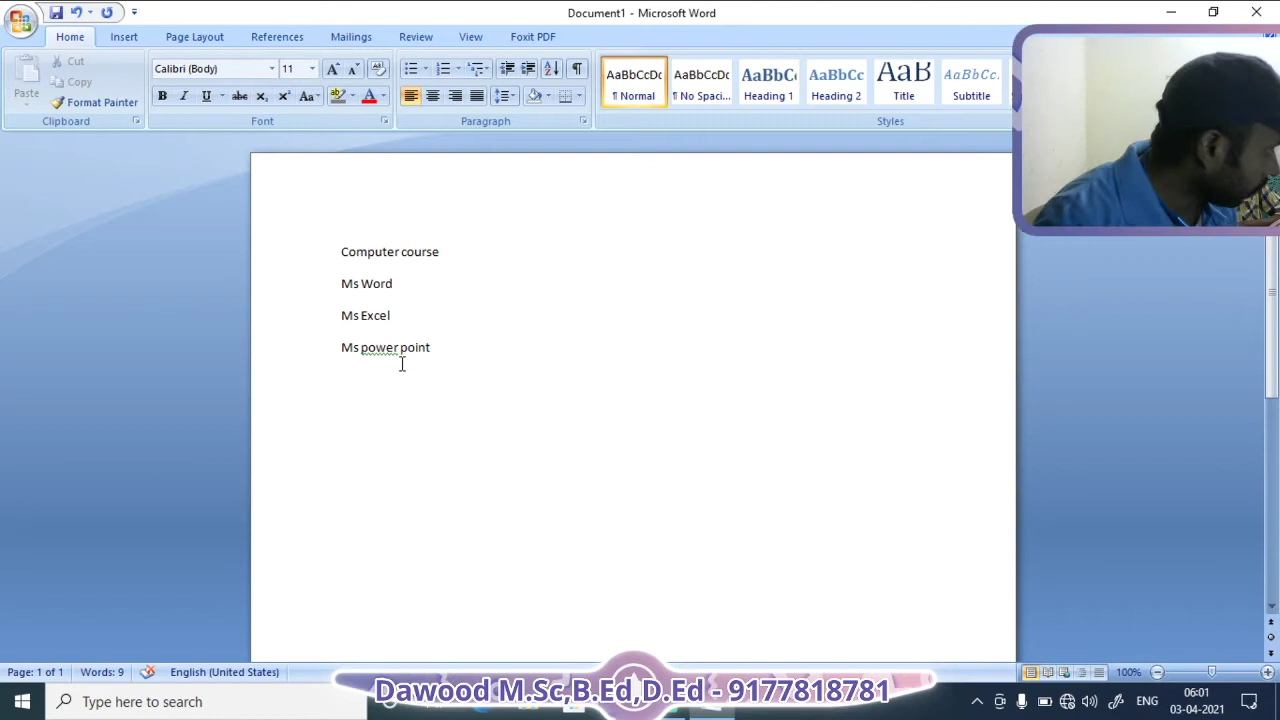 Document1 - Microsoft Word
Home Insert Page Layout References Mailings Review View Foxit PDF
Paste
Cut
Copy
Format Painter
Clipboard
Calibri (Body) 11
Font
Paragraph
AaBbCcDc AaBbCcDc AaBbC AaBbCc AaB AaBbCc.
¶ Normal ¶ No Spaci... Heading 1 Heading 2 Title Subtitle
Styles
Computer course
Ms Word
Ms Excel
Ms power point
Page: 1 of 1 Words: 9 English (United States) 100%
Dawood M.Sc,B.Ed,D.Ed - 9177818781
Type here to search
ENG
06:01
03-04-2021